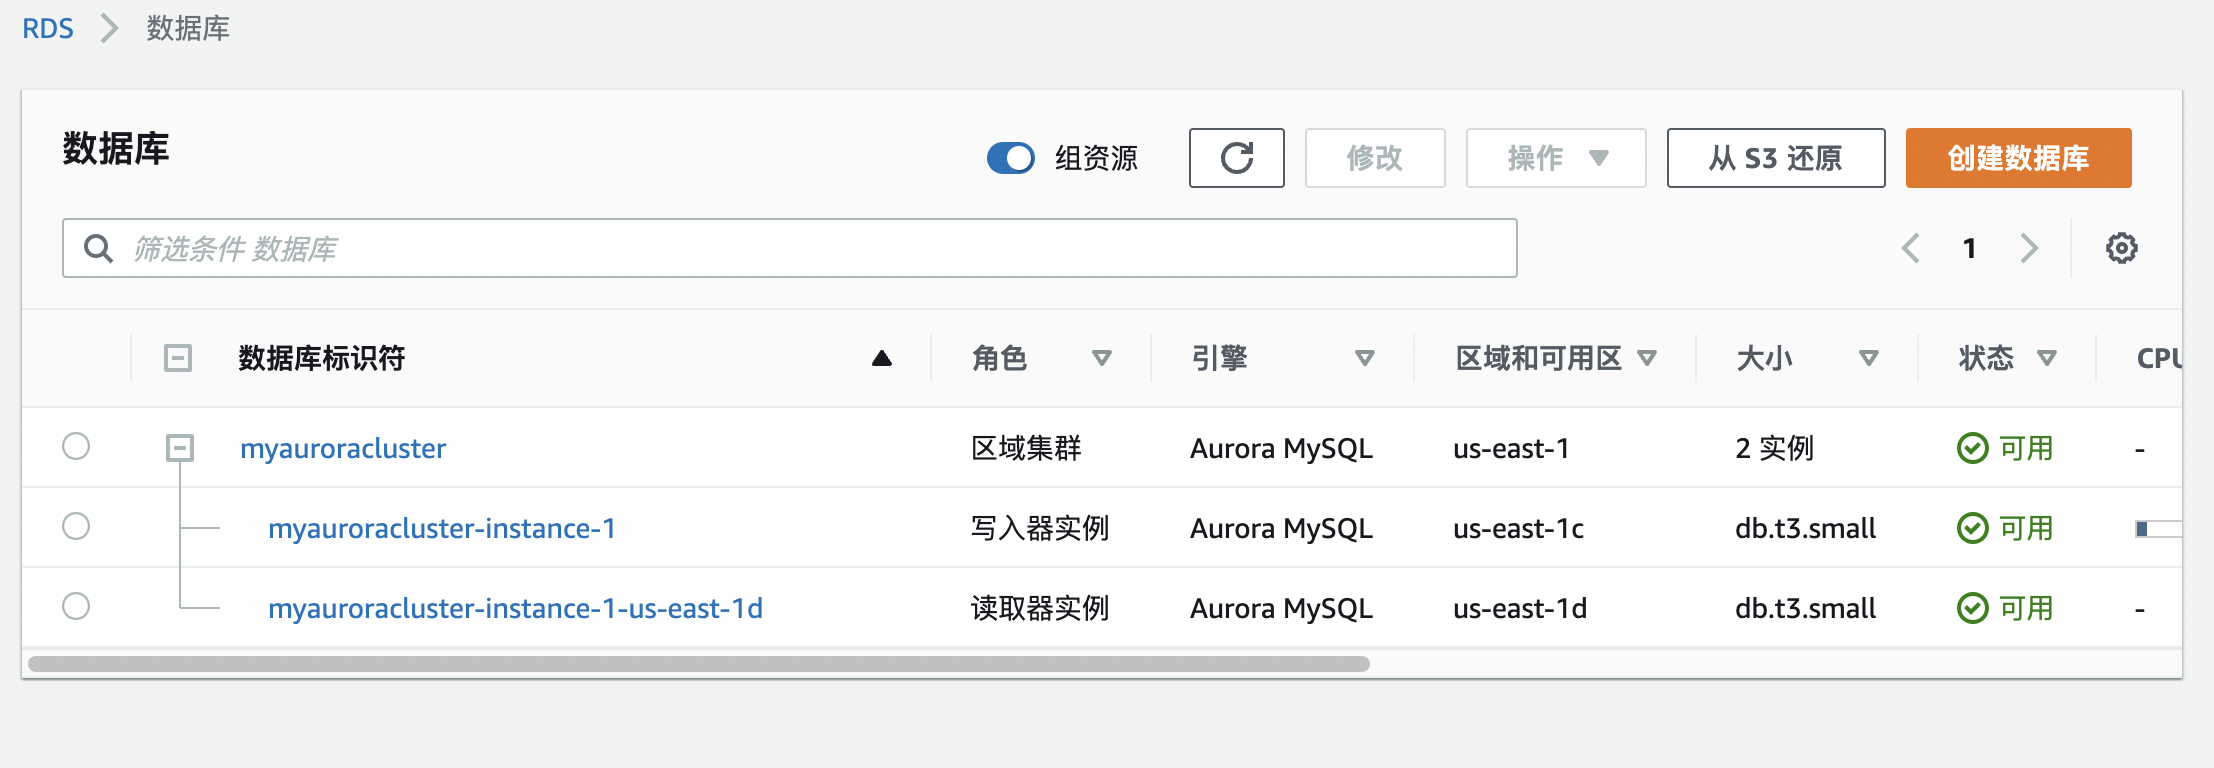 RDS 数据库
数据库 组资源 修改 操作 从 S3 还原 创建数据库
筛选条件 数据库 1
数据库标识符 角色 引擎 区域和可用区 大小 状态 CPU
myauroracluster 区域集群 Aurora MySQL us-east-1 2 实例 可用 -
myauroracluster-instance-1 写入器实例 Aurora MySQL us-east-1c db.t3.small 可用
myauroracluster-instance-1-us-east-1d 读取器实例 Aurora MySQL us-east-1d db.t3.small 可用 -